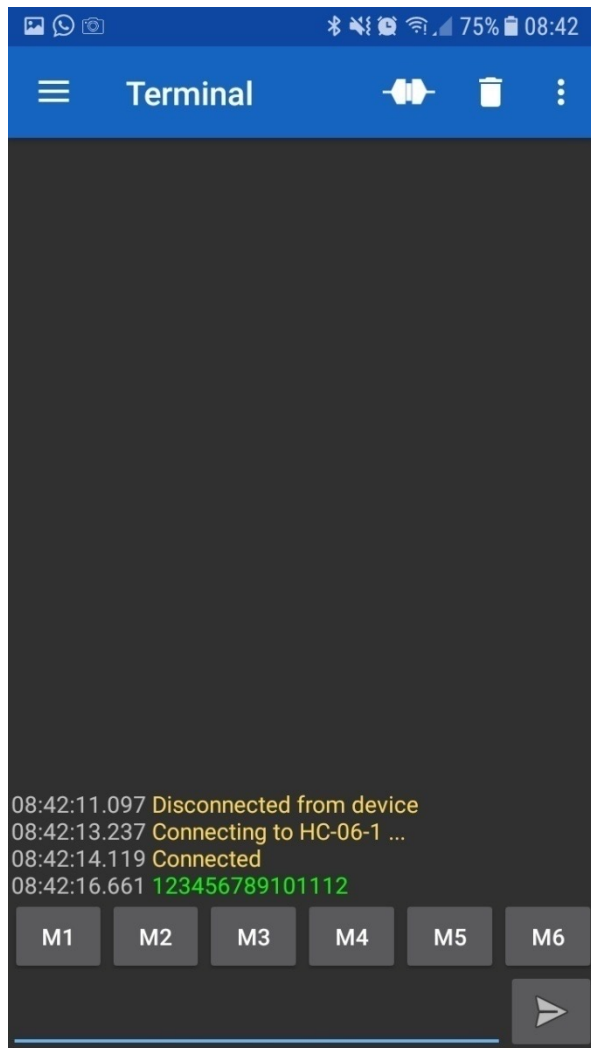 75% 08:42
Terminal
08:42:11.097 Disconnected from device
08:42:13.237 Connecting to HC-06-1 ...
08:42:14.119 Connected
08:42:16.661 123456789101112
M1 M2 M3 M4 M5 M6